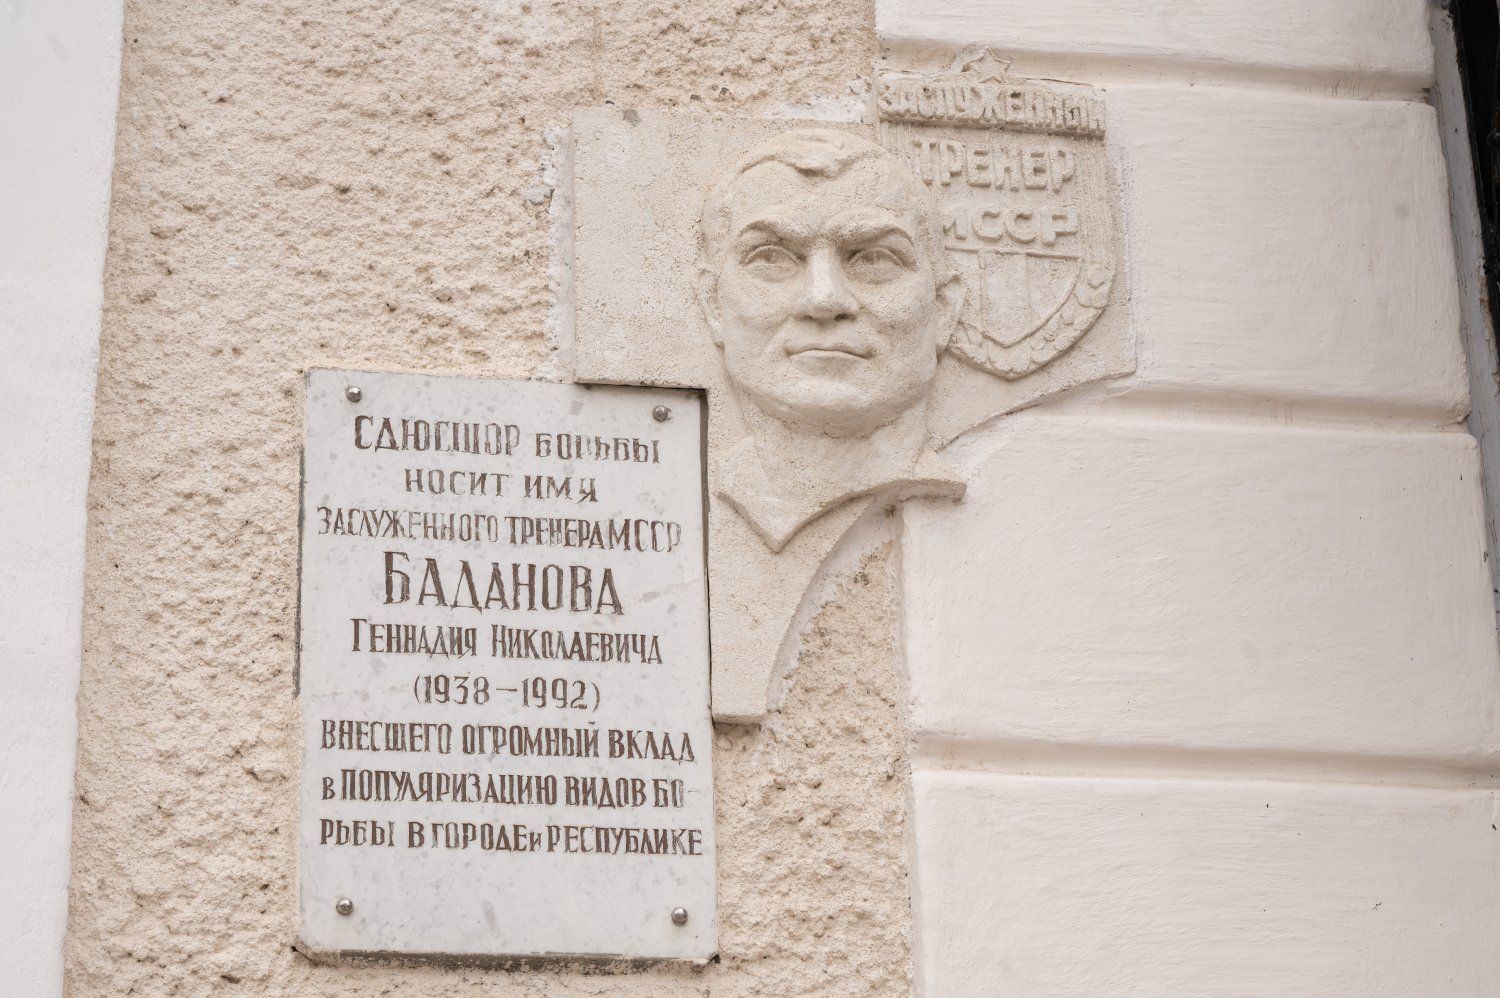 ЗАСЛУЖЕННЫЙ
ТРЕНЕР
МССР
СДЮСШОР БОРЬБЫ
НОСИТ ИМЯ
ЗАСЛУЖЕННОГО ТРЕНЕРА МССР
БАДАНОВА
ГЕННАДИЯ НИКОЛАЕВИЧА
(1938-1992)
ВНЕСШЕГО ОГРОМНЫЙ ВКЛАД
В ПОПУЛЯРИЗАЦИЮ ВИДОВ БО-
РЬБЫ В ГОРОДЕ И РЕСПУБЛИКЕ